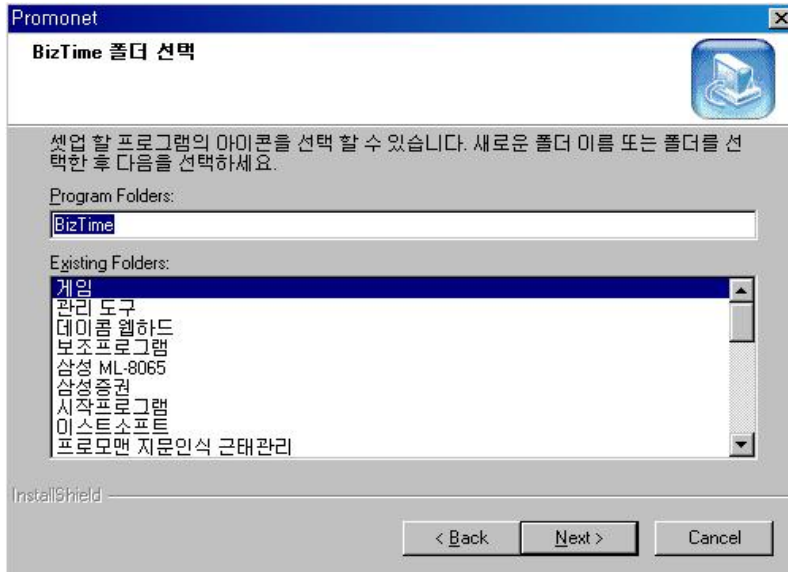 Promonet
BizTime 폴더 선택
셋업 할 프로그램의 아이콘을 선택 할 수 있습니다. 새로운 폴더 이름 또는 폴더를 선
택한 후 다음을 선택하세요.
Program Folders:
BizTime
Existing Folders:
게임
관리 도구
데이콤 웹하드
보조프로그램
삼성 ML-8065
삼성증권
시작프로그램
이스트소프트
프로모맨 지문인식 근태관리
InstallShield
< Back
Next >
Cancel